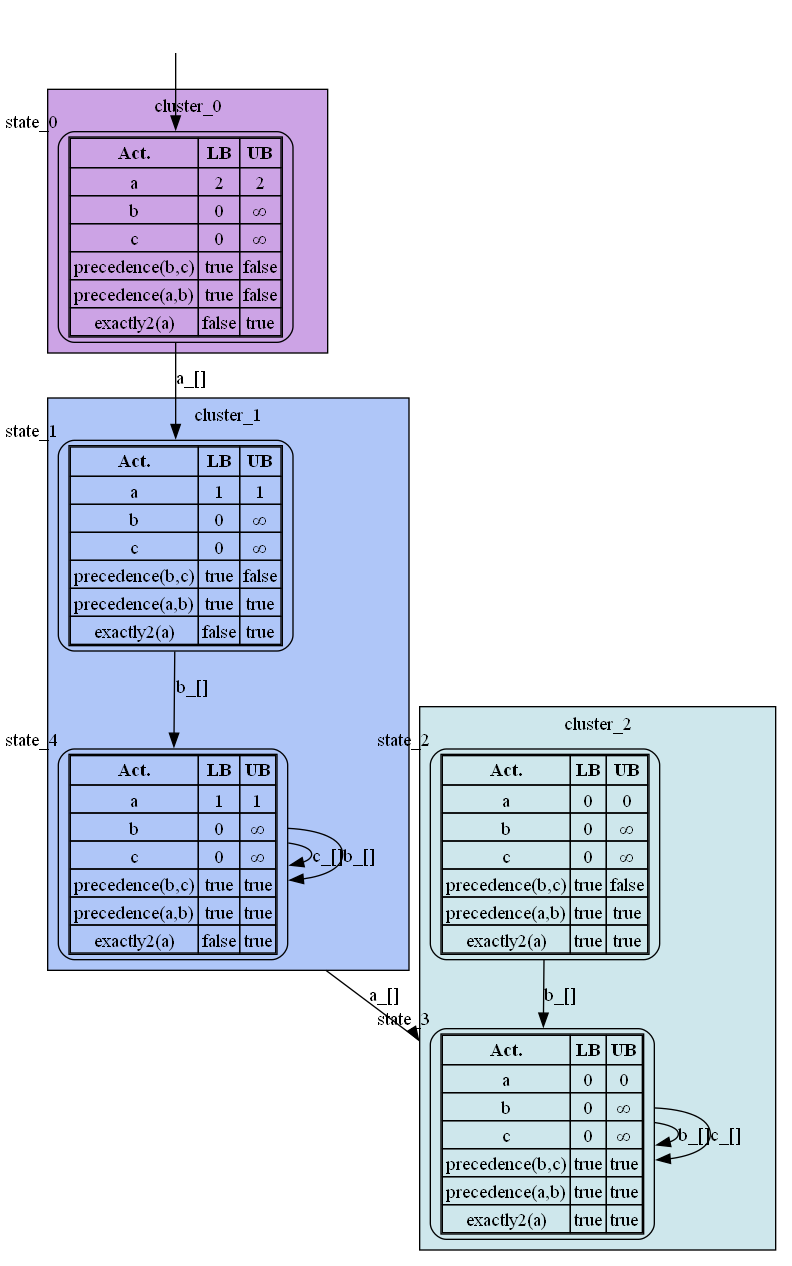 cluster_0
state_0
Act. LB UB
a 2 2
b 0 ∞
c 0 ∞
precedence(b,c) true false
precedence(a,b) true false
exactly2(a) false true
a_[]
cluster_1
state_1
Act. LB UB
a 1 1
b 0 ∞
c 0 ∞
precedence(b,c) true false
precedence(a,b) true true
exactly2(a) false true
b_[]
state_4
Act. LB UB
a 1 1
b 0 ∞
c 0 ∞
precedence(b,c) true true
precedence(a,b) true true
exactly2(a) false true
c_[] b_[]
a_[]
cluster_2
state_2
Act. LB UB
a 0 0
b 0 ∞
c 0 ∞
precedence(b,c) true false
precedence(a,b) true true
exactly2(a) true true
b_[]
state_3
Act. LB UB
a 0 0
b 0 ∞
c 0 ∞
precedence(b,c) true true
precedence(a,b) true true
exactly2(a) true true
b_[] c_[]